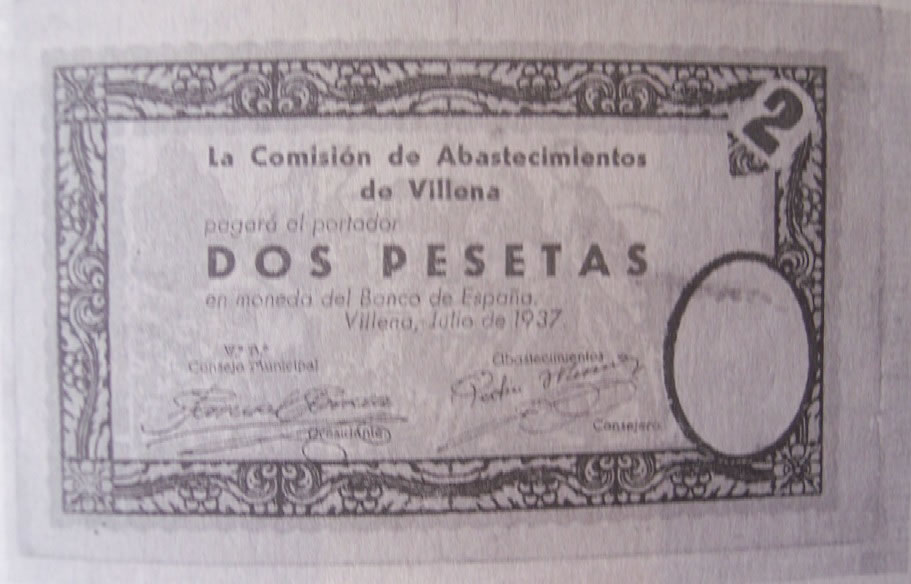 2
La Comisión de Abastecimientos
de Villena
pagará al portador
DOS PESETAS
en moneda del Banco de España.
Villena, Julio de 1937
V.º B.º
Consejo Municipal
Abastecimientos
Presidente
Consejero